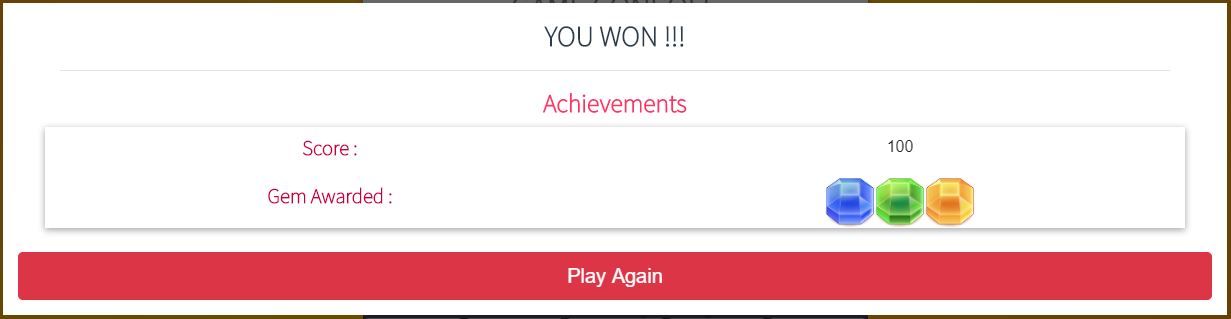 YOU WON !!!
Achievements
Score : 100
Gem Awarded :
Play Again